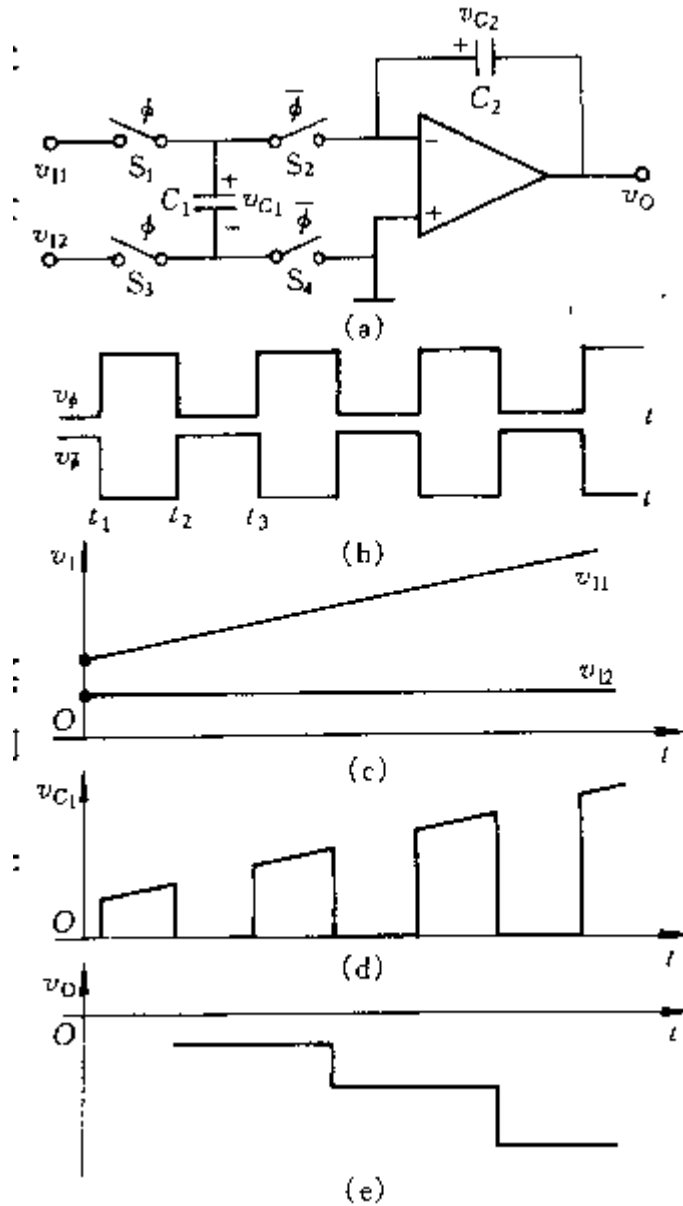 v_C2
+
C_2
ϕ
ϕ̄
v_I1
S_1
S_2
−
v_O
C_1
+
v_C1
−
ϕ
ϕ̄
+
v_I2
S_3
S_4
(a)
v_ϕ
t
v_ϕ̄
t_1
t_2
t_3
t
(b)
v_I
v_I1
v_I2
O
t
(c)
v_C1
O
t
(d)
v_O
O
t
(e)